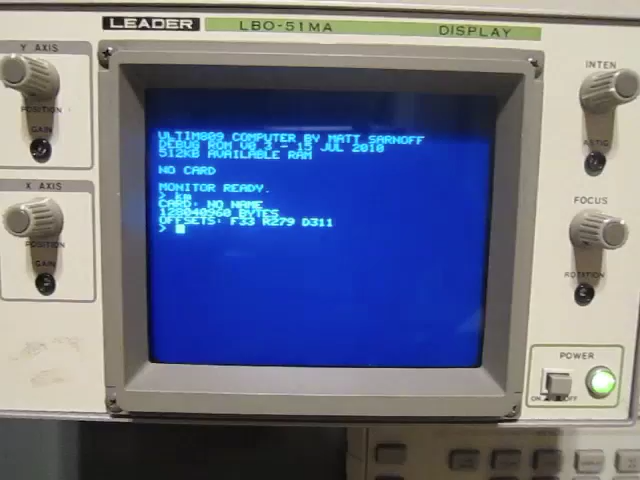 LEADER LBO-51MA DISPLAY
Y AXIS
POSITION
GAIN
X AXIS
POSITION
GAIN
ULTIM809 COMPUTER BY MATT SARNOFF
DEBUG ROM V0.3 - 15 JUL 2010
512KB AVAILABLE RAM
NO CARD
MONITOR READY.
> km
CARD: NO NAME
128040960 BYTES
OFFSETS: F33 R279 D311
>
INTEN
ASTIG
FOCUS
ROTATION
POWER
ON OFF